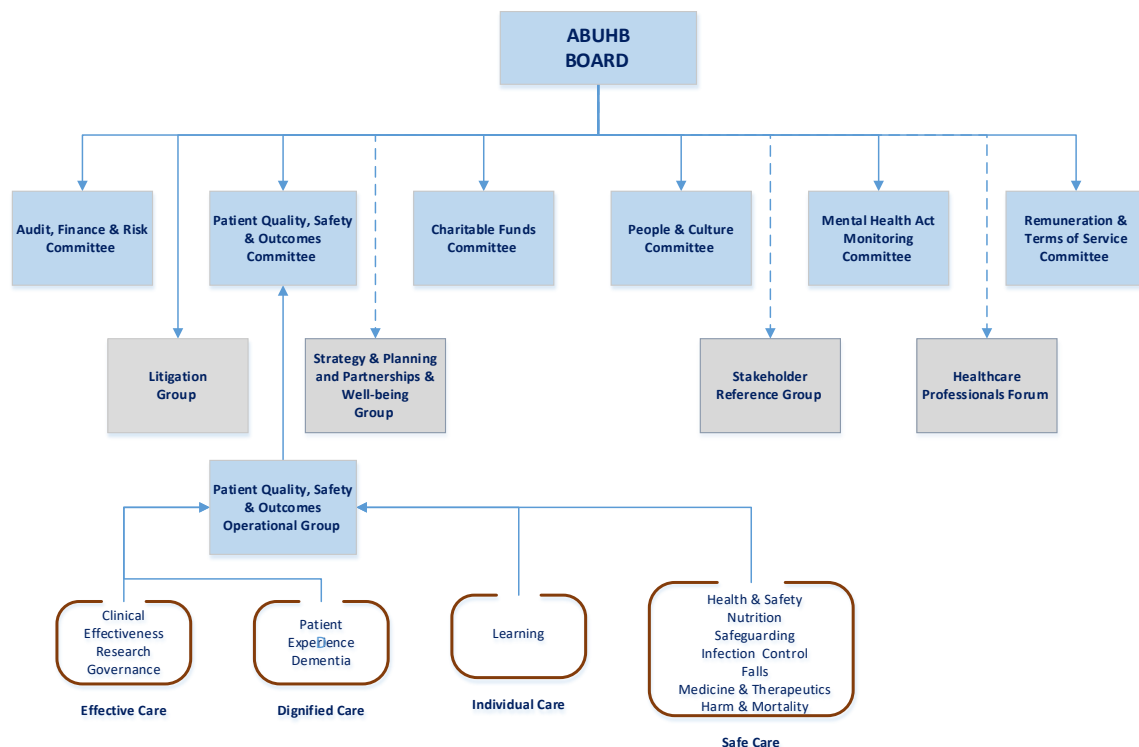 ABUHB
BOARD
Audit, Finance & Risk
Committee
Patient Quality, Safety
& Outcomes
Committee
Charitable Funds
Committee
People & Culture
Committee
Mental Health Act
Monitoring
Committee
Remuneration &
Terms of Service
Committee
Litigation
Group
Strategy & Planning
and Partnerships &
Well-being
Group
Stakeholder
Reference Group
Healthcare
Professionals Forum
Patient Quality, Safety
& Outcomes
Operational Group
Clinical
Effectiveness
Research
Governance
Effective Care
Patient
Dementia
Dignified Care
Learning
Individual Care
Health & Safety
Nutrition
Safeguarding
Infection Control
Falls
Medicine & Therapeutics
Harm & Mortality
Safe Care